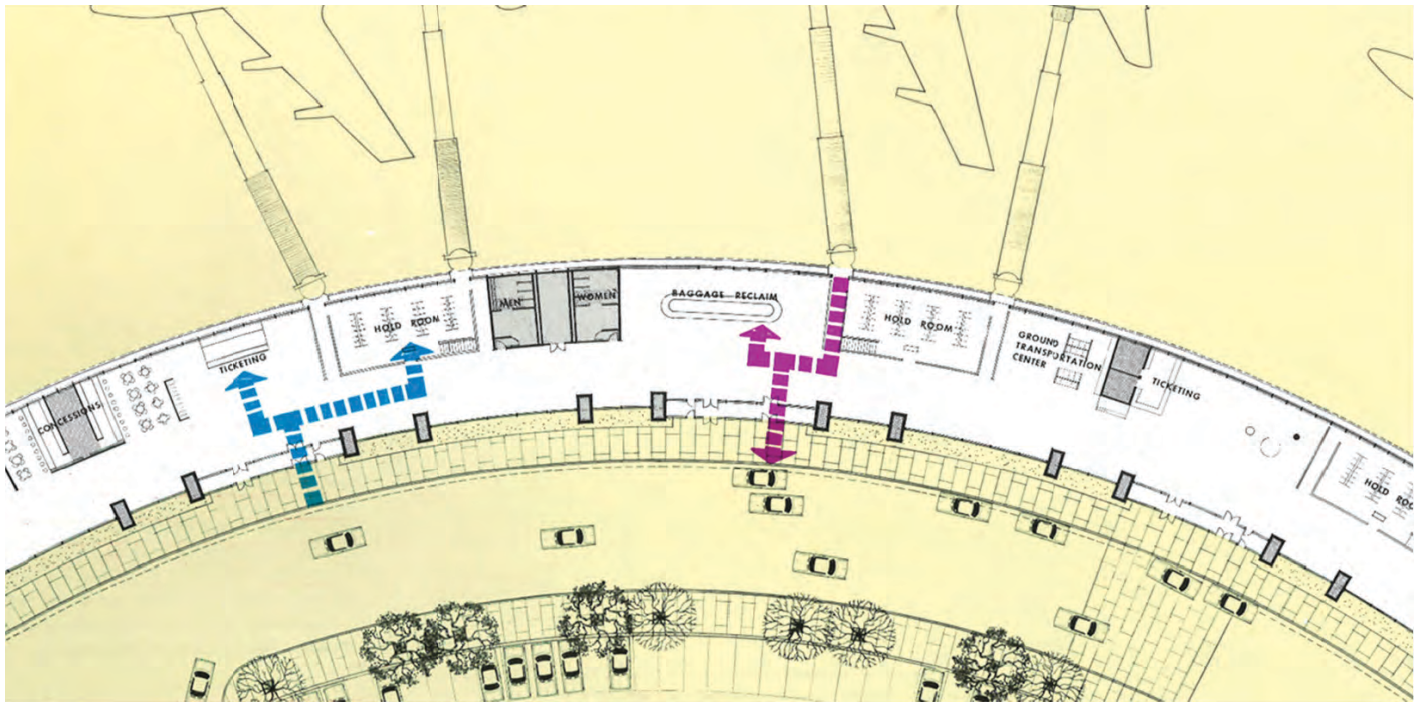 CONCESSIONS
TICKETING
HOLD ROOM
MEN
WOMEN
BAGGAGE RECLAIM
HOLD ROOM
GROUND
TRANSPORTATION
CENTER
TICKETING
HOLD